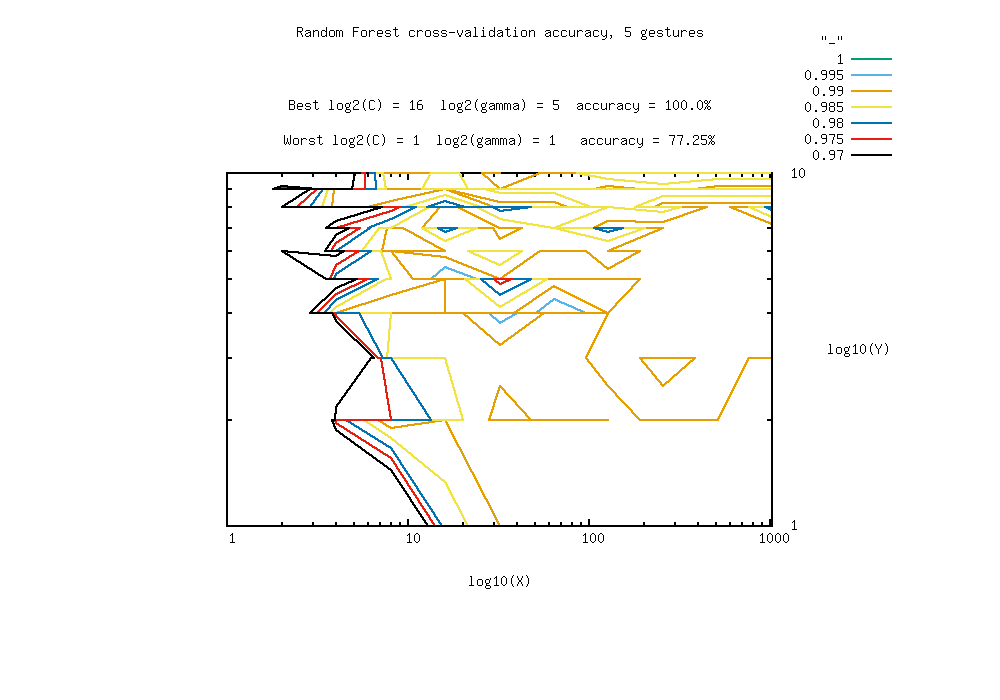 Random Forest cross-validation accuracy, 5 gestures
"_"
1
0.995
0.99
0.985
0.98
0.975
0.97
Best log2(C) = 16  log2(gamma) = 5  accuracy = 100.0%
Worst log2(C) = 1  log2(gamma) = 1   accuracy = 77.25%
10
log10(Y)
1
1 10 100 1000
log10(X)